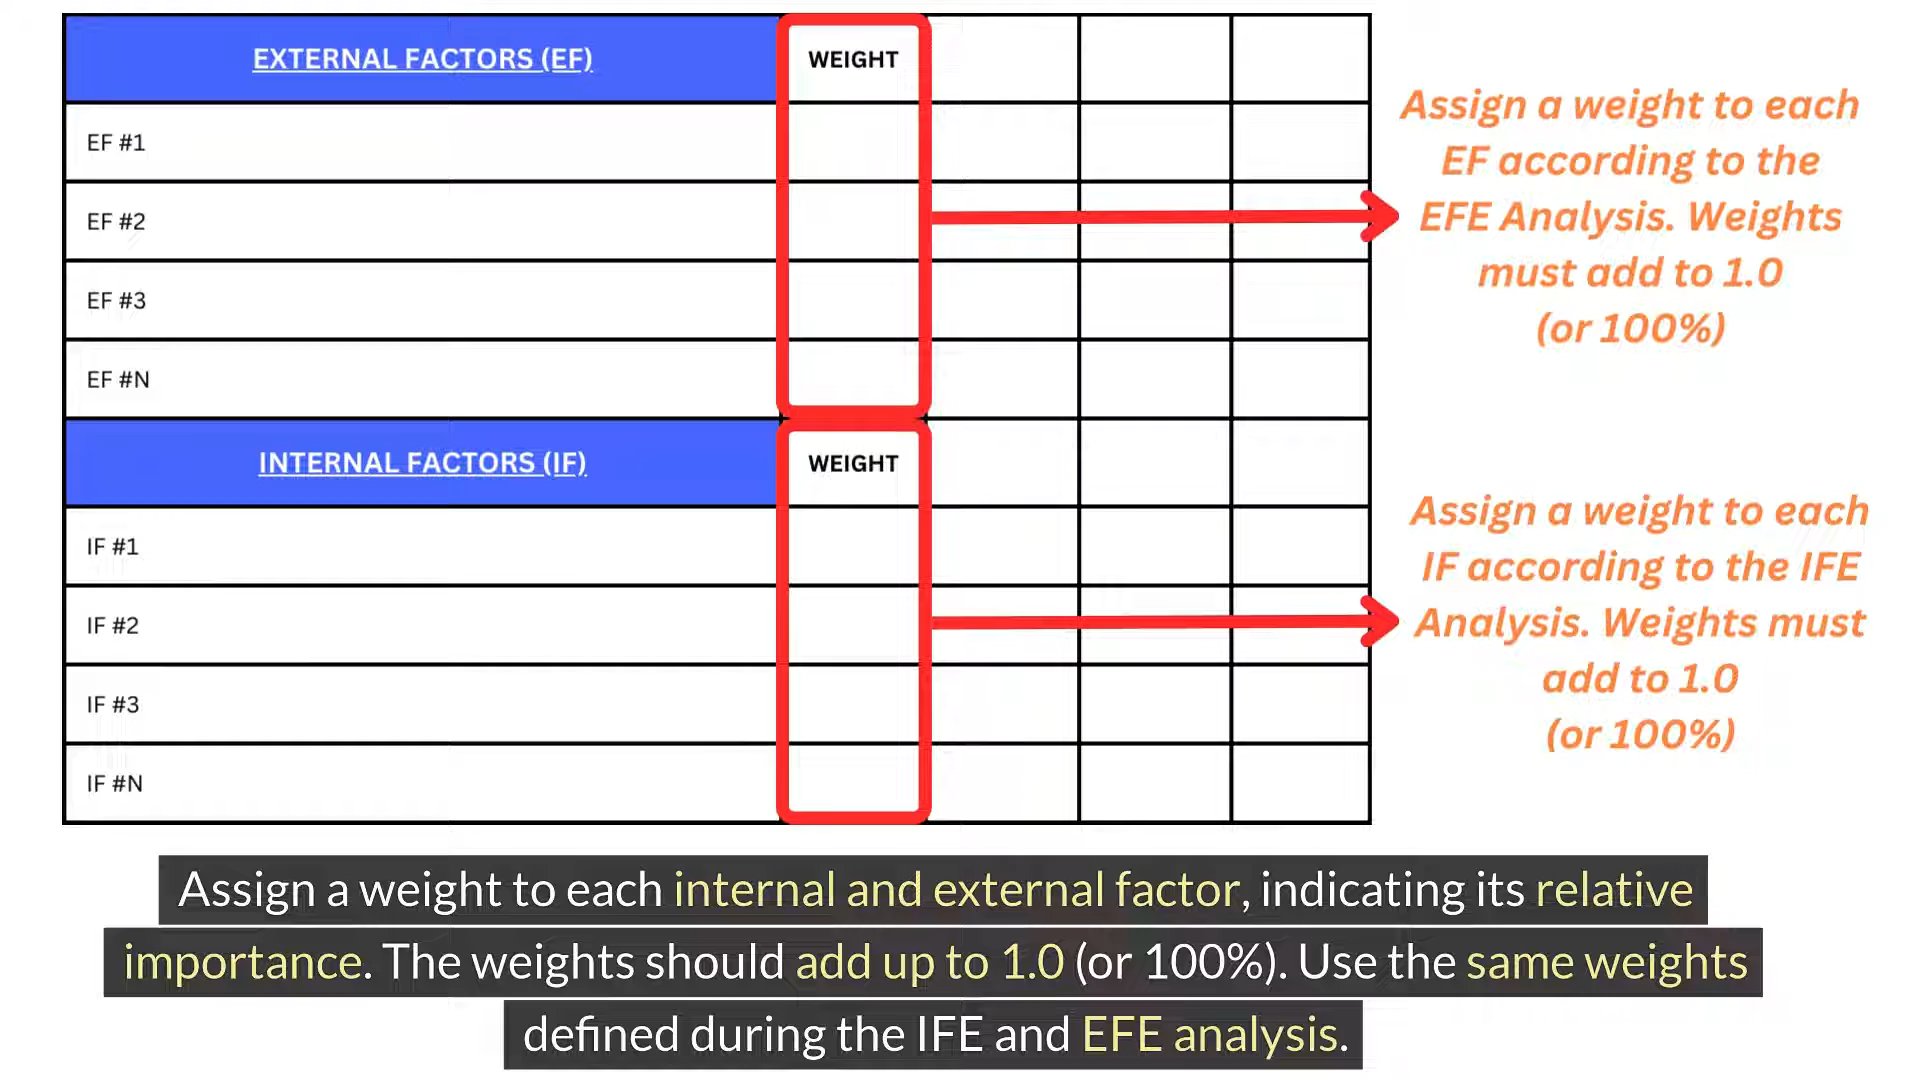 EXTERNAL FACTORS (EF)
WEIGHT
EF #1
EF #2
EF #3
EF #N
Assign a weight to each
EF according to the
EFE Analysis. Weights
must add to 1.0
(or 100%)
INTERNAL FACTORS (IF)
WEIGHT
IF #1
IF #2
IF #3
IF #N
Assign a weight to each
IF according to the IFE
Analysis. Weights must
add to 1.0
(or 100%)
Assign a weight to each internal and external factor, indicating its relative
importance. The weights should add up to 1.0 (or 100%). Use the same weights
defined during the IFE and EFE analysis.